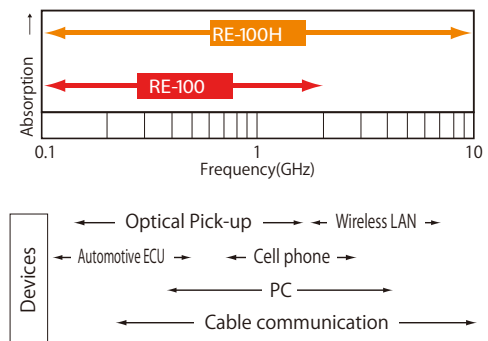 Absorption →
RE-100H
RE-100
0.1 1 10
Frequency(GHz)
Devices
Optical Pick-up Wireless LAN
Automotive ECU Cell phone
PC
Cable communication